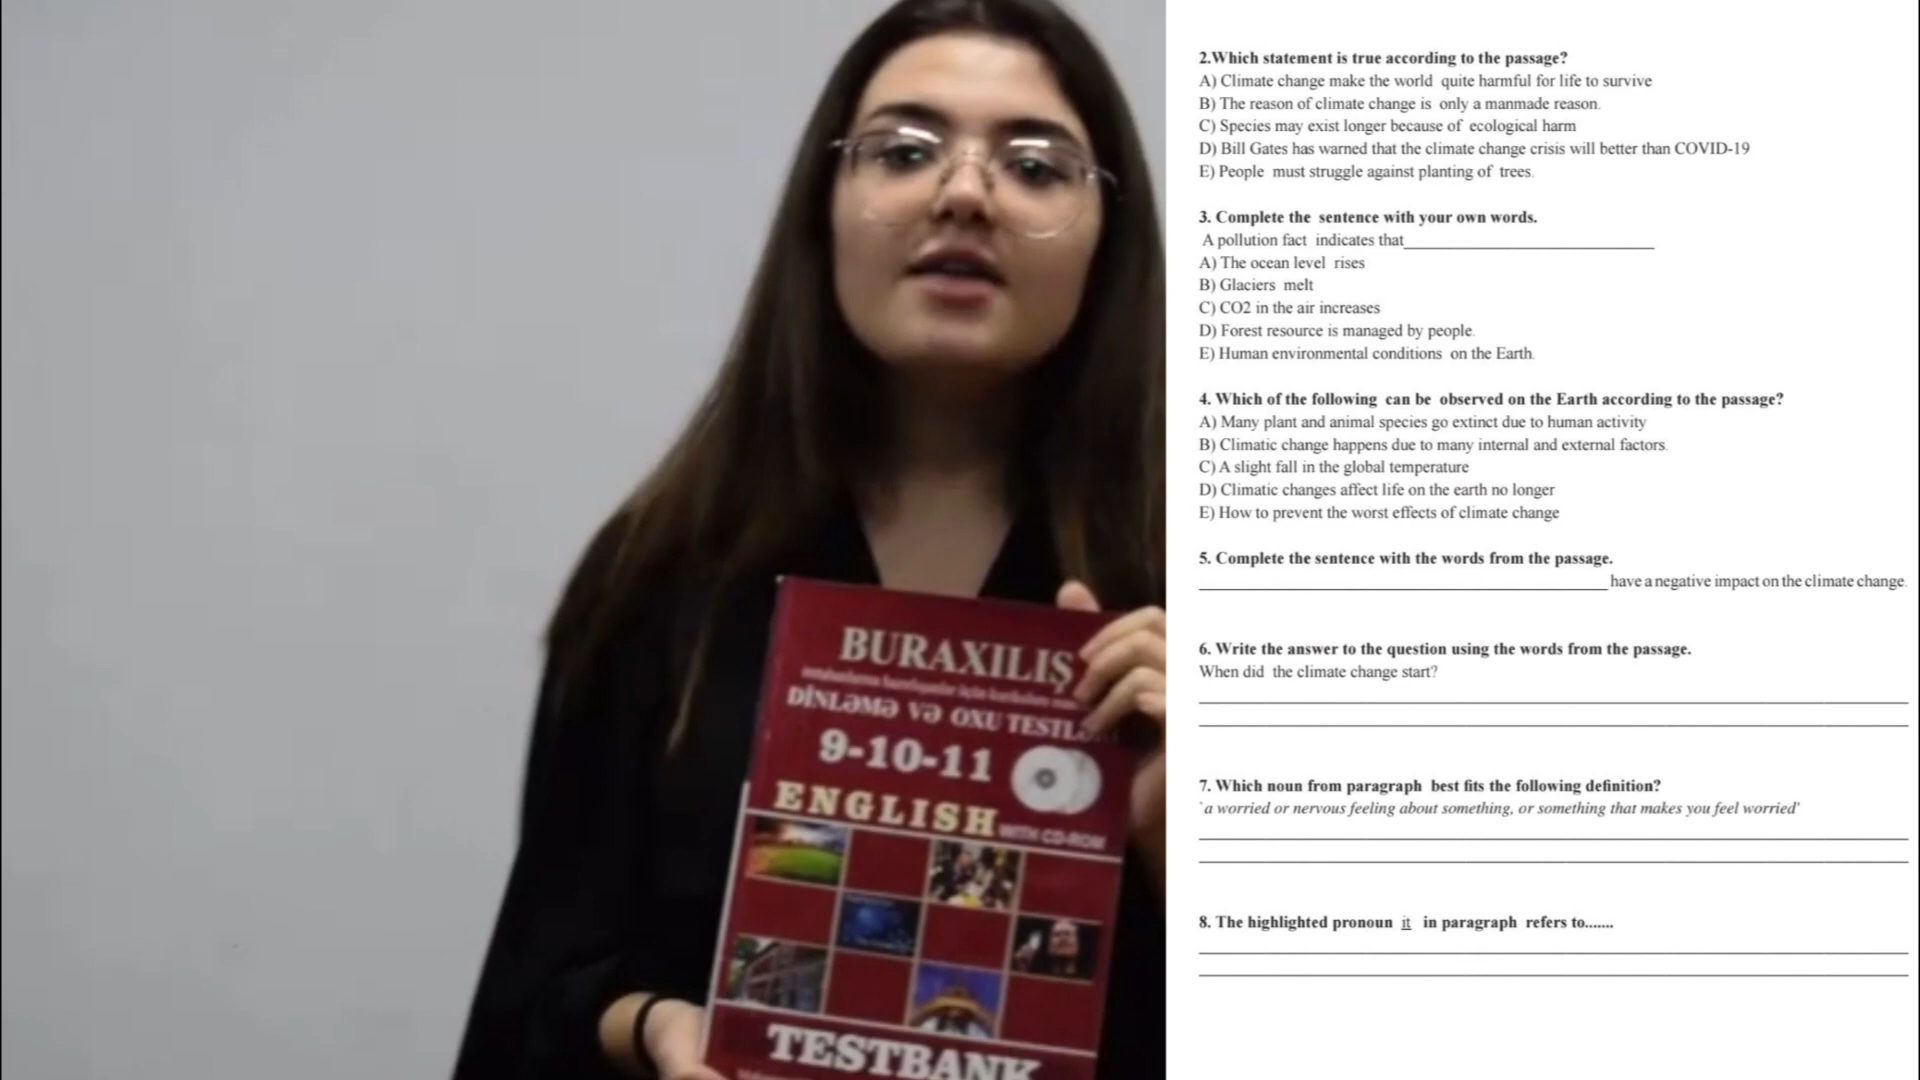 BURAXILIŞ
DİNLƏMƏ VƏ OXU
9-10-11
ENGLISH WITH CD-ROM
TESTBANK
2.Which statement is true according to the passage?
A) Climate change make the world quite harmful for life to survive
B) The reason of climate change is only a manmade reason.
C) Species may exist longer because of ecological harm
D) Bill Gates has warned that the climate change crisis will better than COVID-19
E) People must struggle against planting of trees.
3. Complete the sentence with your own words.
A pollution fact indicates that______________________________
A) The ocean level rises
B) Glaciers melt
C) CO2 in the air increases
D) Forest resource is managed by people.
E) Human environmental conditions on the Earth.
4. Which of the following can be observed on the Earth according to the passage?
A) Many plant and animal species go extinct due to human activity
B) Climatic change happens due to many internal and external factors.
C) A slight fall in the global temperature
D) Climatic changes affect life on the earth no longer
E) How to prevent the worst effects of climate change
5. Complete the sentence with the words from the passage.
______________________________ have a negative impact on the climate change.
6. Write the answer to the question using the words from the passage.
When did the climate change start?
7. Which noun from paragraph best fits the following definition?
`a worried or nervous feeling about something, or something that makes you feel worried'
8. The highlighted pronoun it in paragraph refers to.......